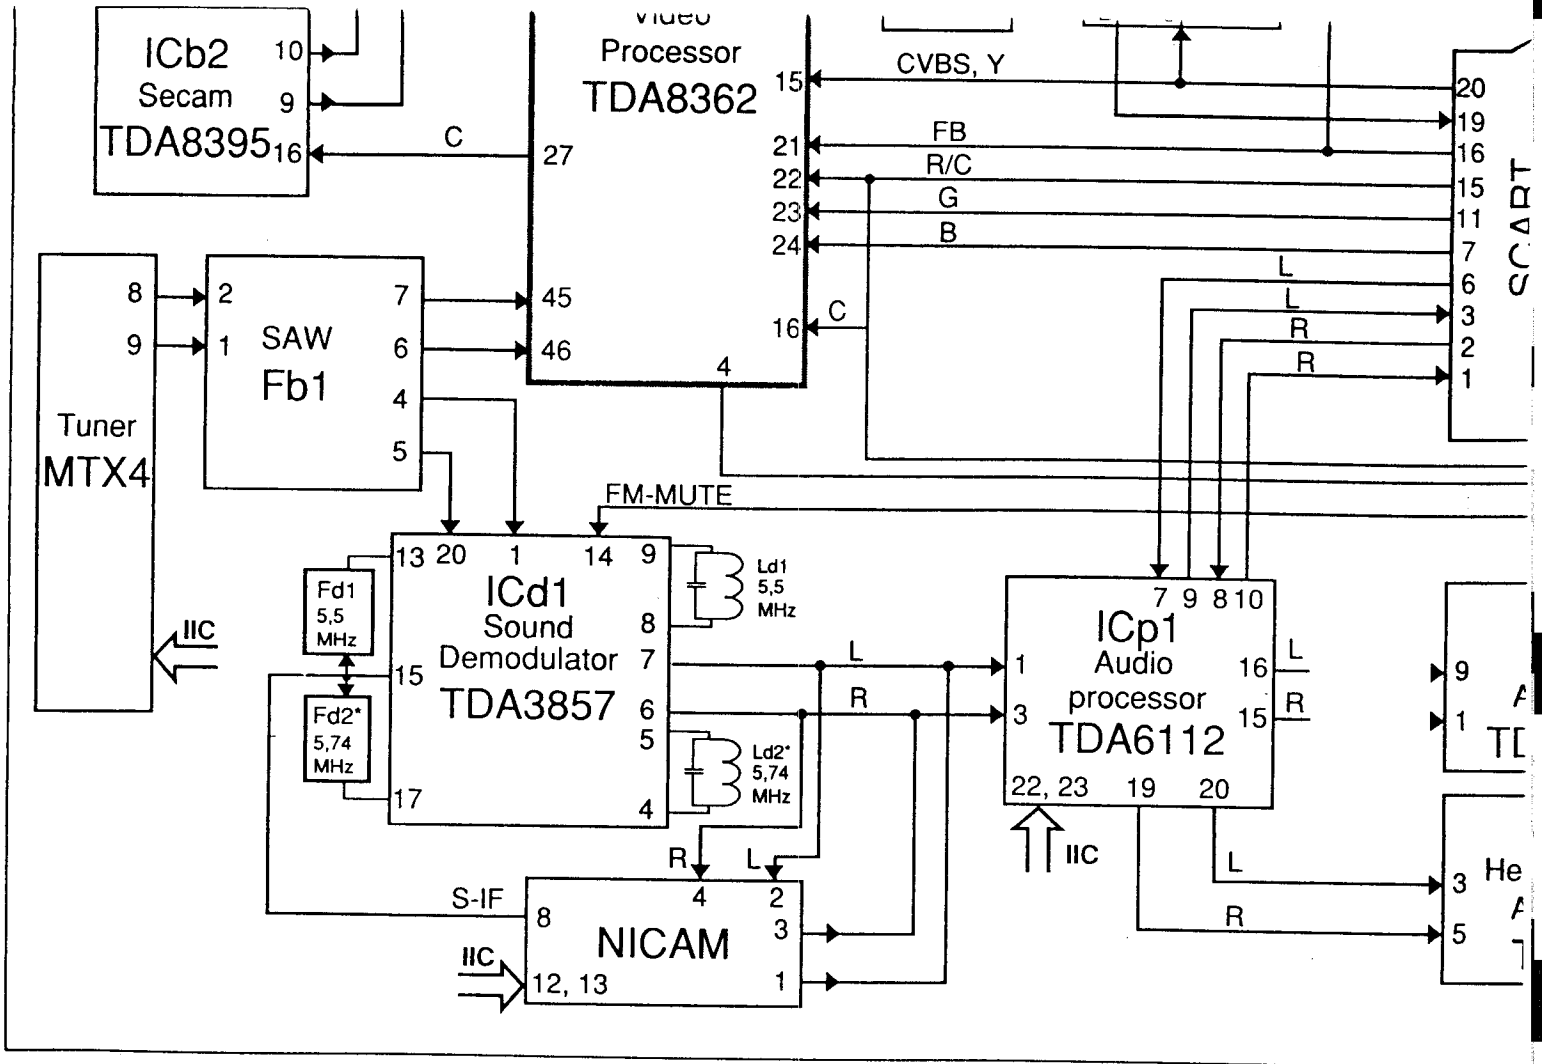 ICb2
Secam
TDA8395
10
9
16
C
Video
Processor
TDA8362
27
45
46
4
15
21
22
23
24
16
CVBS, Y
FB
R/C
G
B
C
20
19
16
15
11
7
6
3
2
1
SCART
L
L
R
R
Tuner
MTX4
8
9
IIC
2
1
SAW
Fb1
7
6
4
5
FM-MUTE
13
20
1
14
9
8
7
6
5
4
15
17
ICd1
Sound
Demodulator
TDA3857
Fd1
5,5
MHz
Fd2*
5,74
MHz
Ld1
5,5
MHz
Ld2*
5,74
MHz
L
R
R
L
S-IF
IIC
8
4
2
3
1
12, 13
NICAM
7
9
8
10
1
3
ICp1
Audio
processor
TDA6112
16
15
L
R
22, 23
19
20
IIC
L
R
9
1
3
5
He